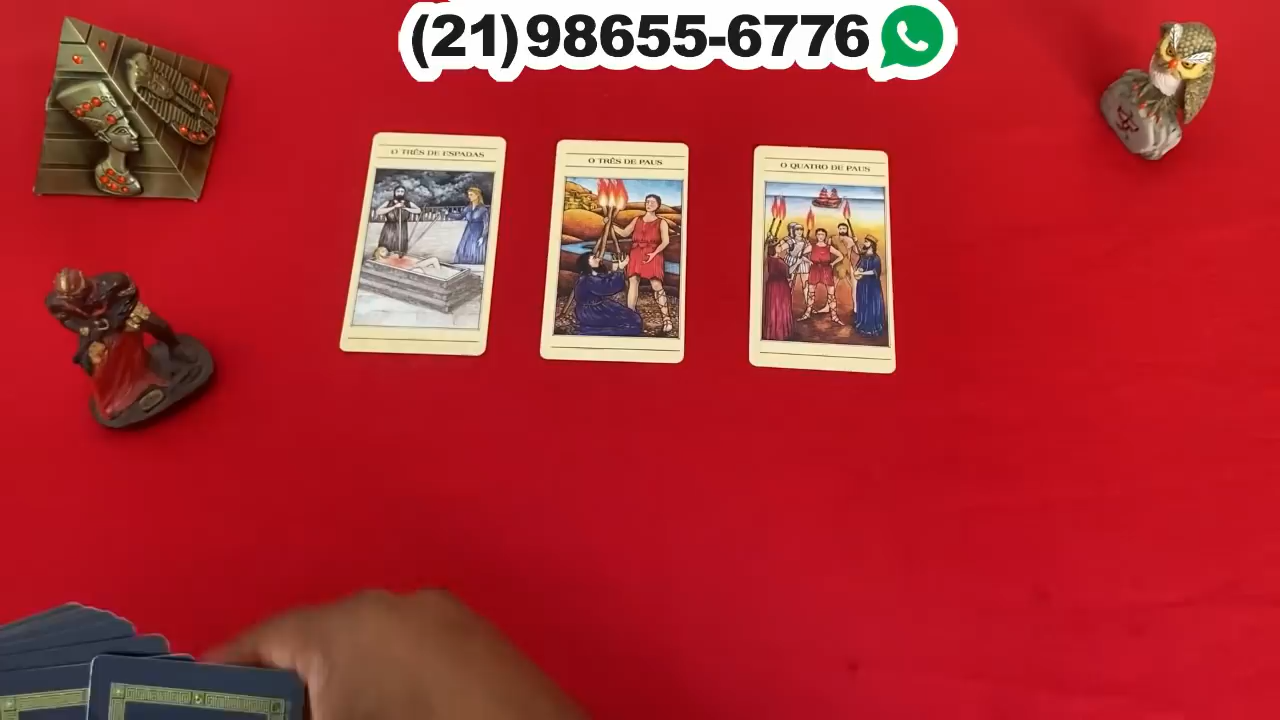 (21)98655-6776
O TRÊS DE ESPADAS
O TRÊS DE PAUS
O QUATRO DE PAUS